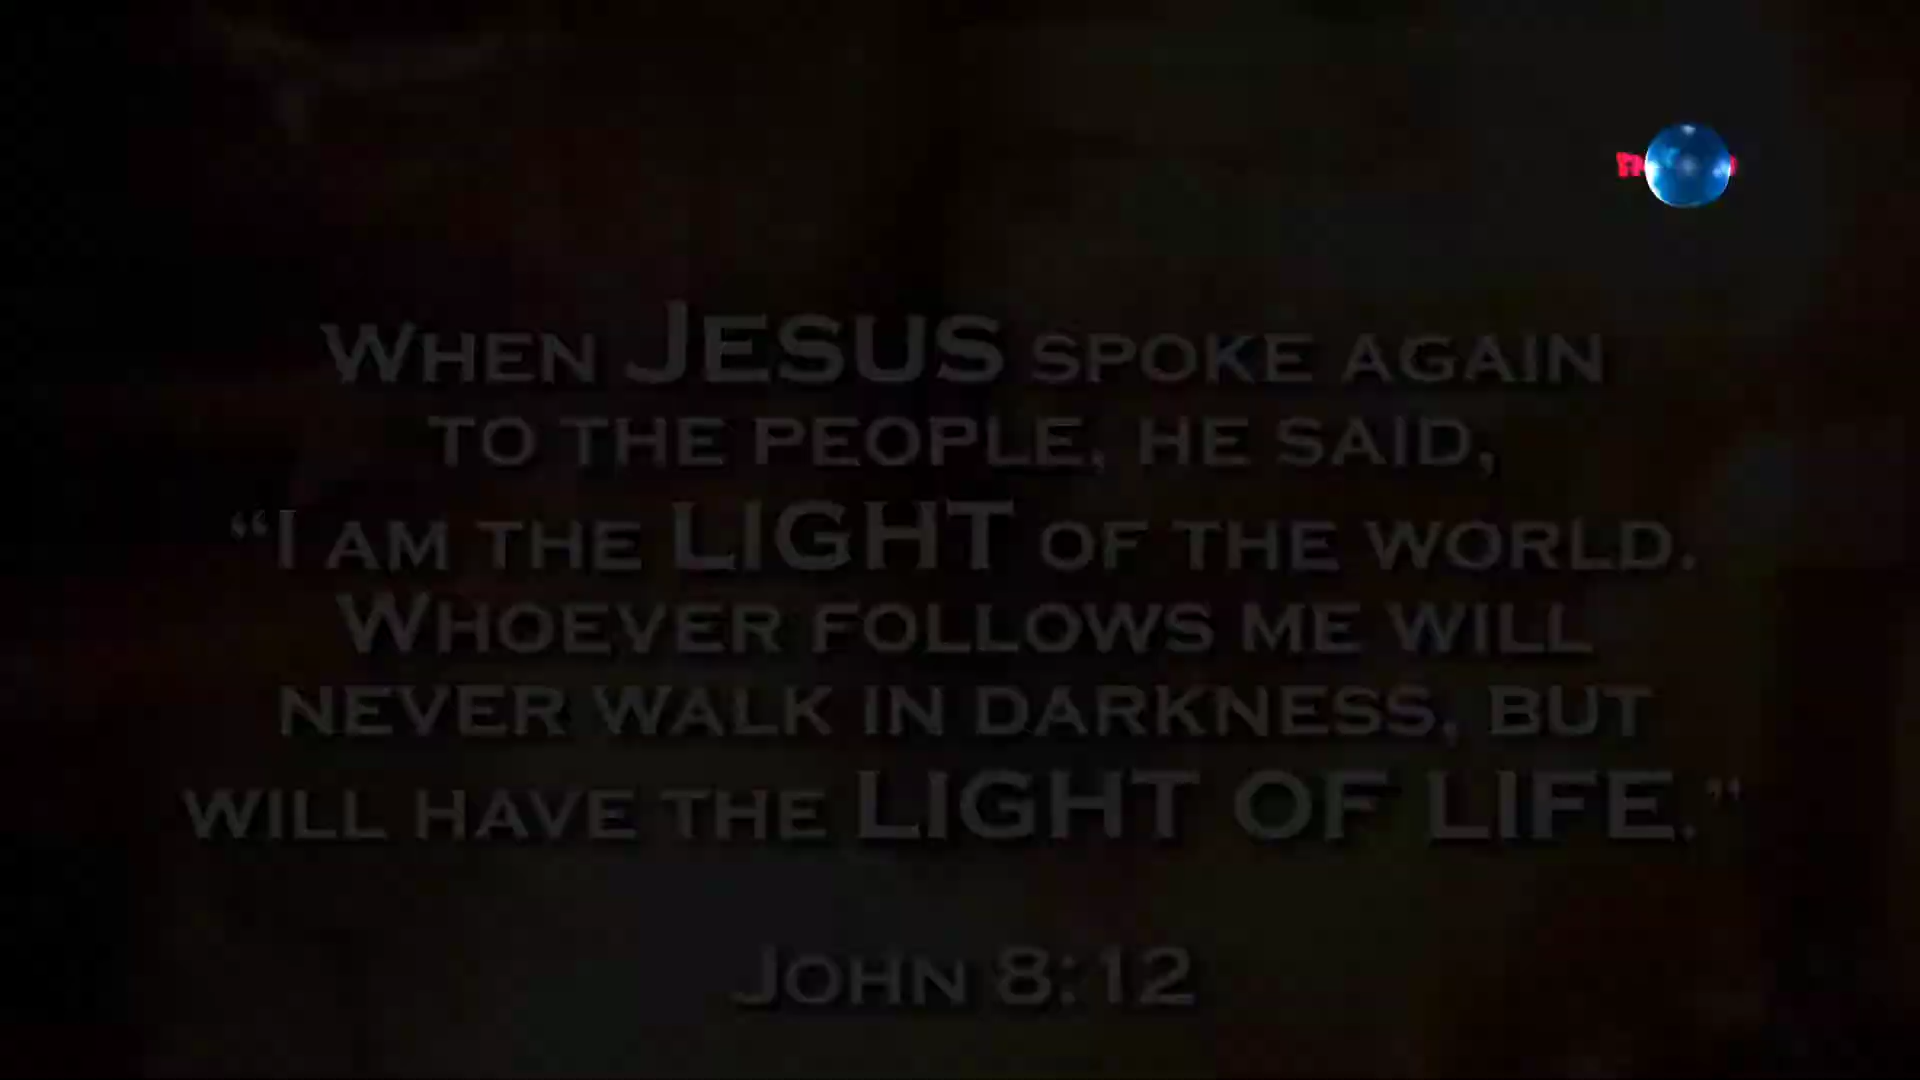 When JESUS spoke again
to the people, he said,
“I am the LIGHT of the world.
Whoever follows me will
never walk in darkness, but
will have the LIGHT OF LIFE.”
John 8:12